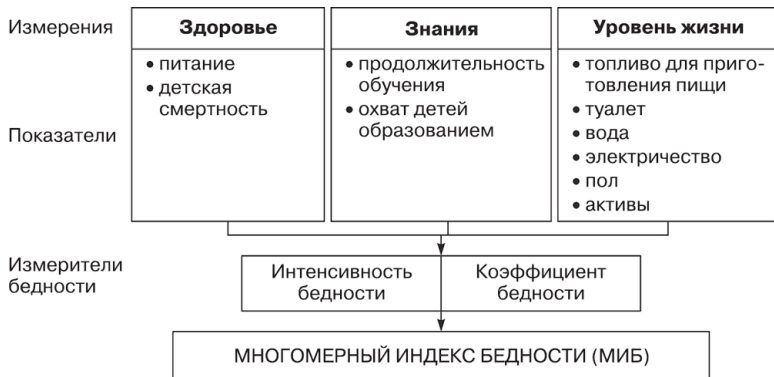 Измерения
Здоровье
• питание
• детская
смертность
Знания
• продолжительность
обучения
• охват детей
образованием
Уровень жизни
• топливо для приго-
товления пищи
• туалет
• вода
• электричество
• пол
• активы
Показатели
Измерители
бедности
Интенсивность
бедности
Коэффициент
бедности
МНОГОМЕРНЫЙ ИНДЕКС БЕДНОСТИ (МИБ)